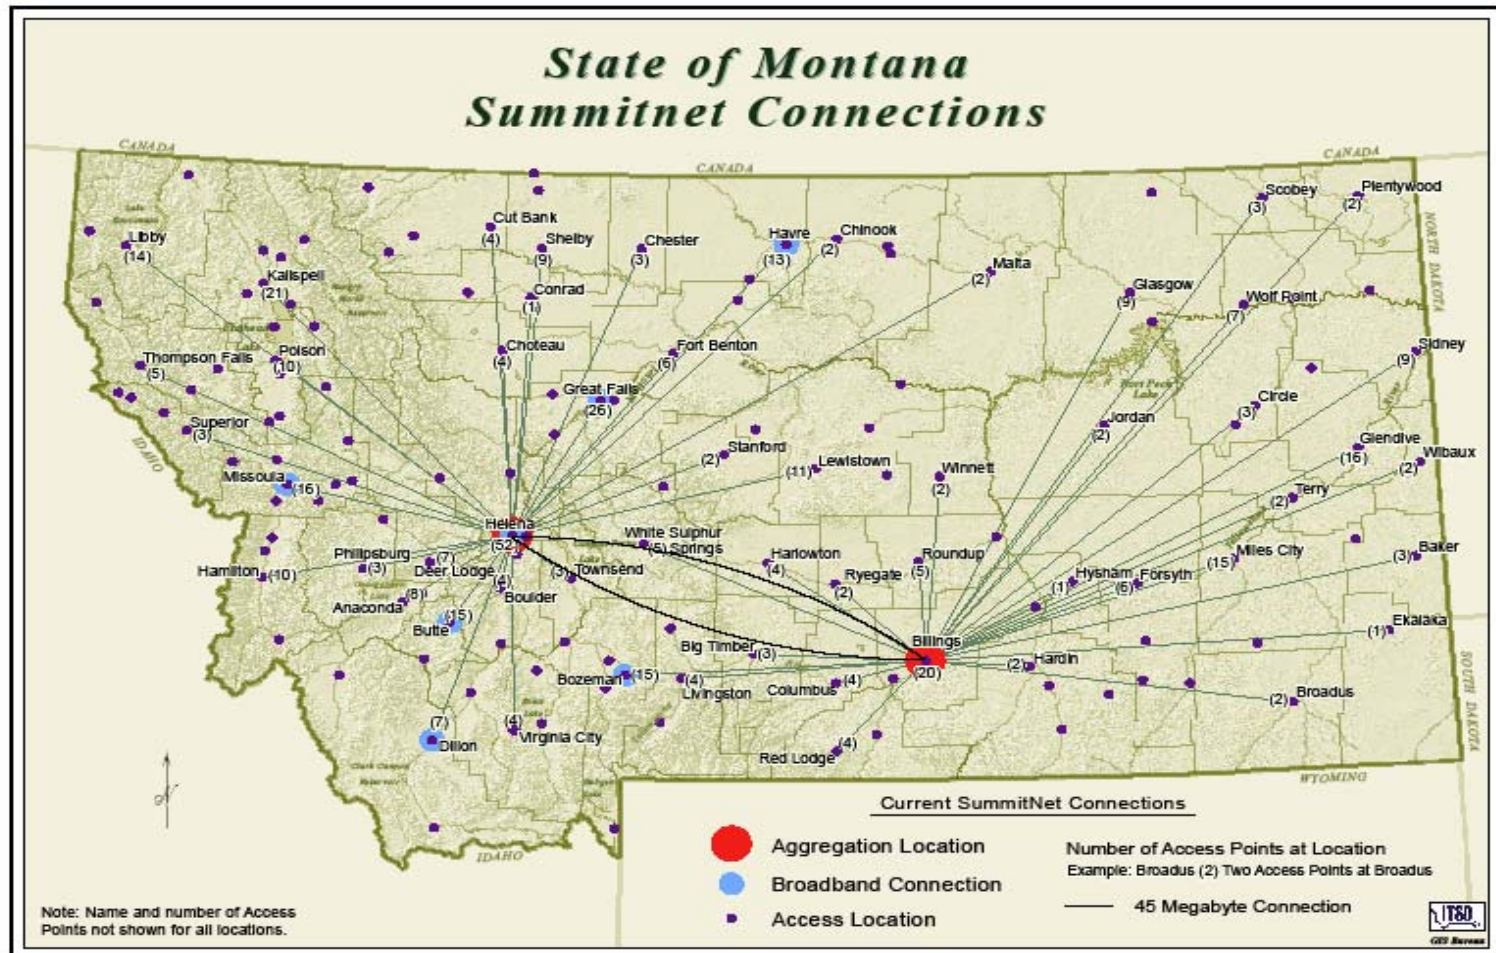 State of Montana
Summitnet Connections
CANADA
CANADA
CANADA
Scobey
(3)
Plentywood
(2)
Cut Bank
(4)
Libby
(14)
Shelby
(9)
Chester
(3)
Havre
(13)
Chinook
(2)
Malta
(2)
NORTH DAKOTA
Kalispell
(21)
Conrad
(1)
Glasgow
(9)
Wolf Point
(7)
Choteau
(4)
Fort Benton
(6)
Sidney
(9)
Thompson Falls
(5)
Polson
(10)
Great Falls
(26)
Fort Peck
Lake
Circle
(3)
Jordan
(2)
Superior
(3)
IDAHO
Stanford
(2)
Lewistown
(11)
Winnett
(2)
Glendive
(16)
Wibaux
(2)
Missoula
(16)
Terry
(2)
Helena
(52)
White Sulphur
(5) Springs
Harlowton
(4)
Roundup
(5)
Miles City
(15)
Baker
(3)
Philipsburg
(3)
(7)
Deer Lodge
Hamilton
(10)
Townsend
(3)
(4)
Boulder
Ryegate
(2)
Hysham
(1)
Forsyth
(6)
Anaconda
(8)
Butte
(15)
Ekalaka
(1)
Big Timber
(3)
Billings
(20)
Hardin
(2)
Bozeman
(15)
Livingston
(4)
Columbus
(4)
Broadus
(2)
SOUTH DAKOTA
Dillon
(7)
Virginia City
(4)
Red Lodge
(4)
WYOMING
IDAHO
N
Current SummitNet Connections
Aggregation Location
Broadband Connection
Access Location
Number of Access Points at Location
Example: Broadus (2) Two Access Points at Broadus
45 Megabyte Connection
Note: Name and number of Access
Points not shown for all locations.
ITSD
GIS Bureau